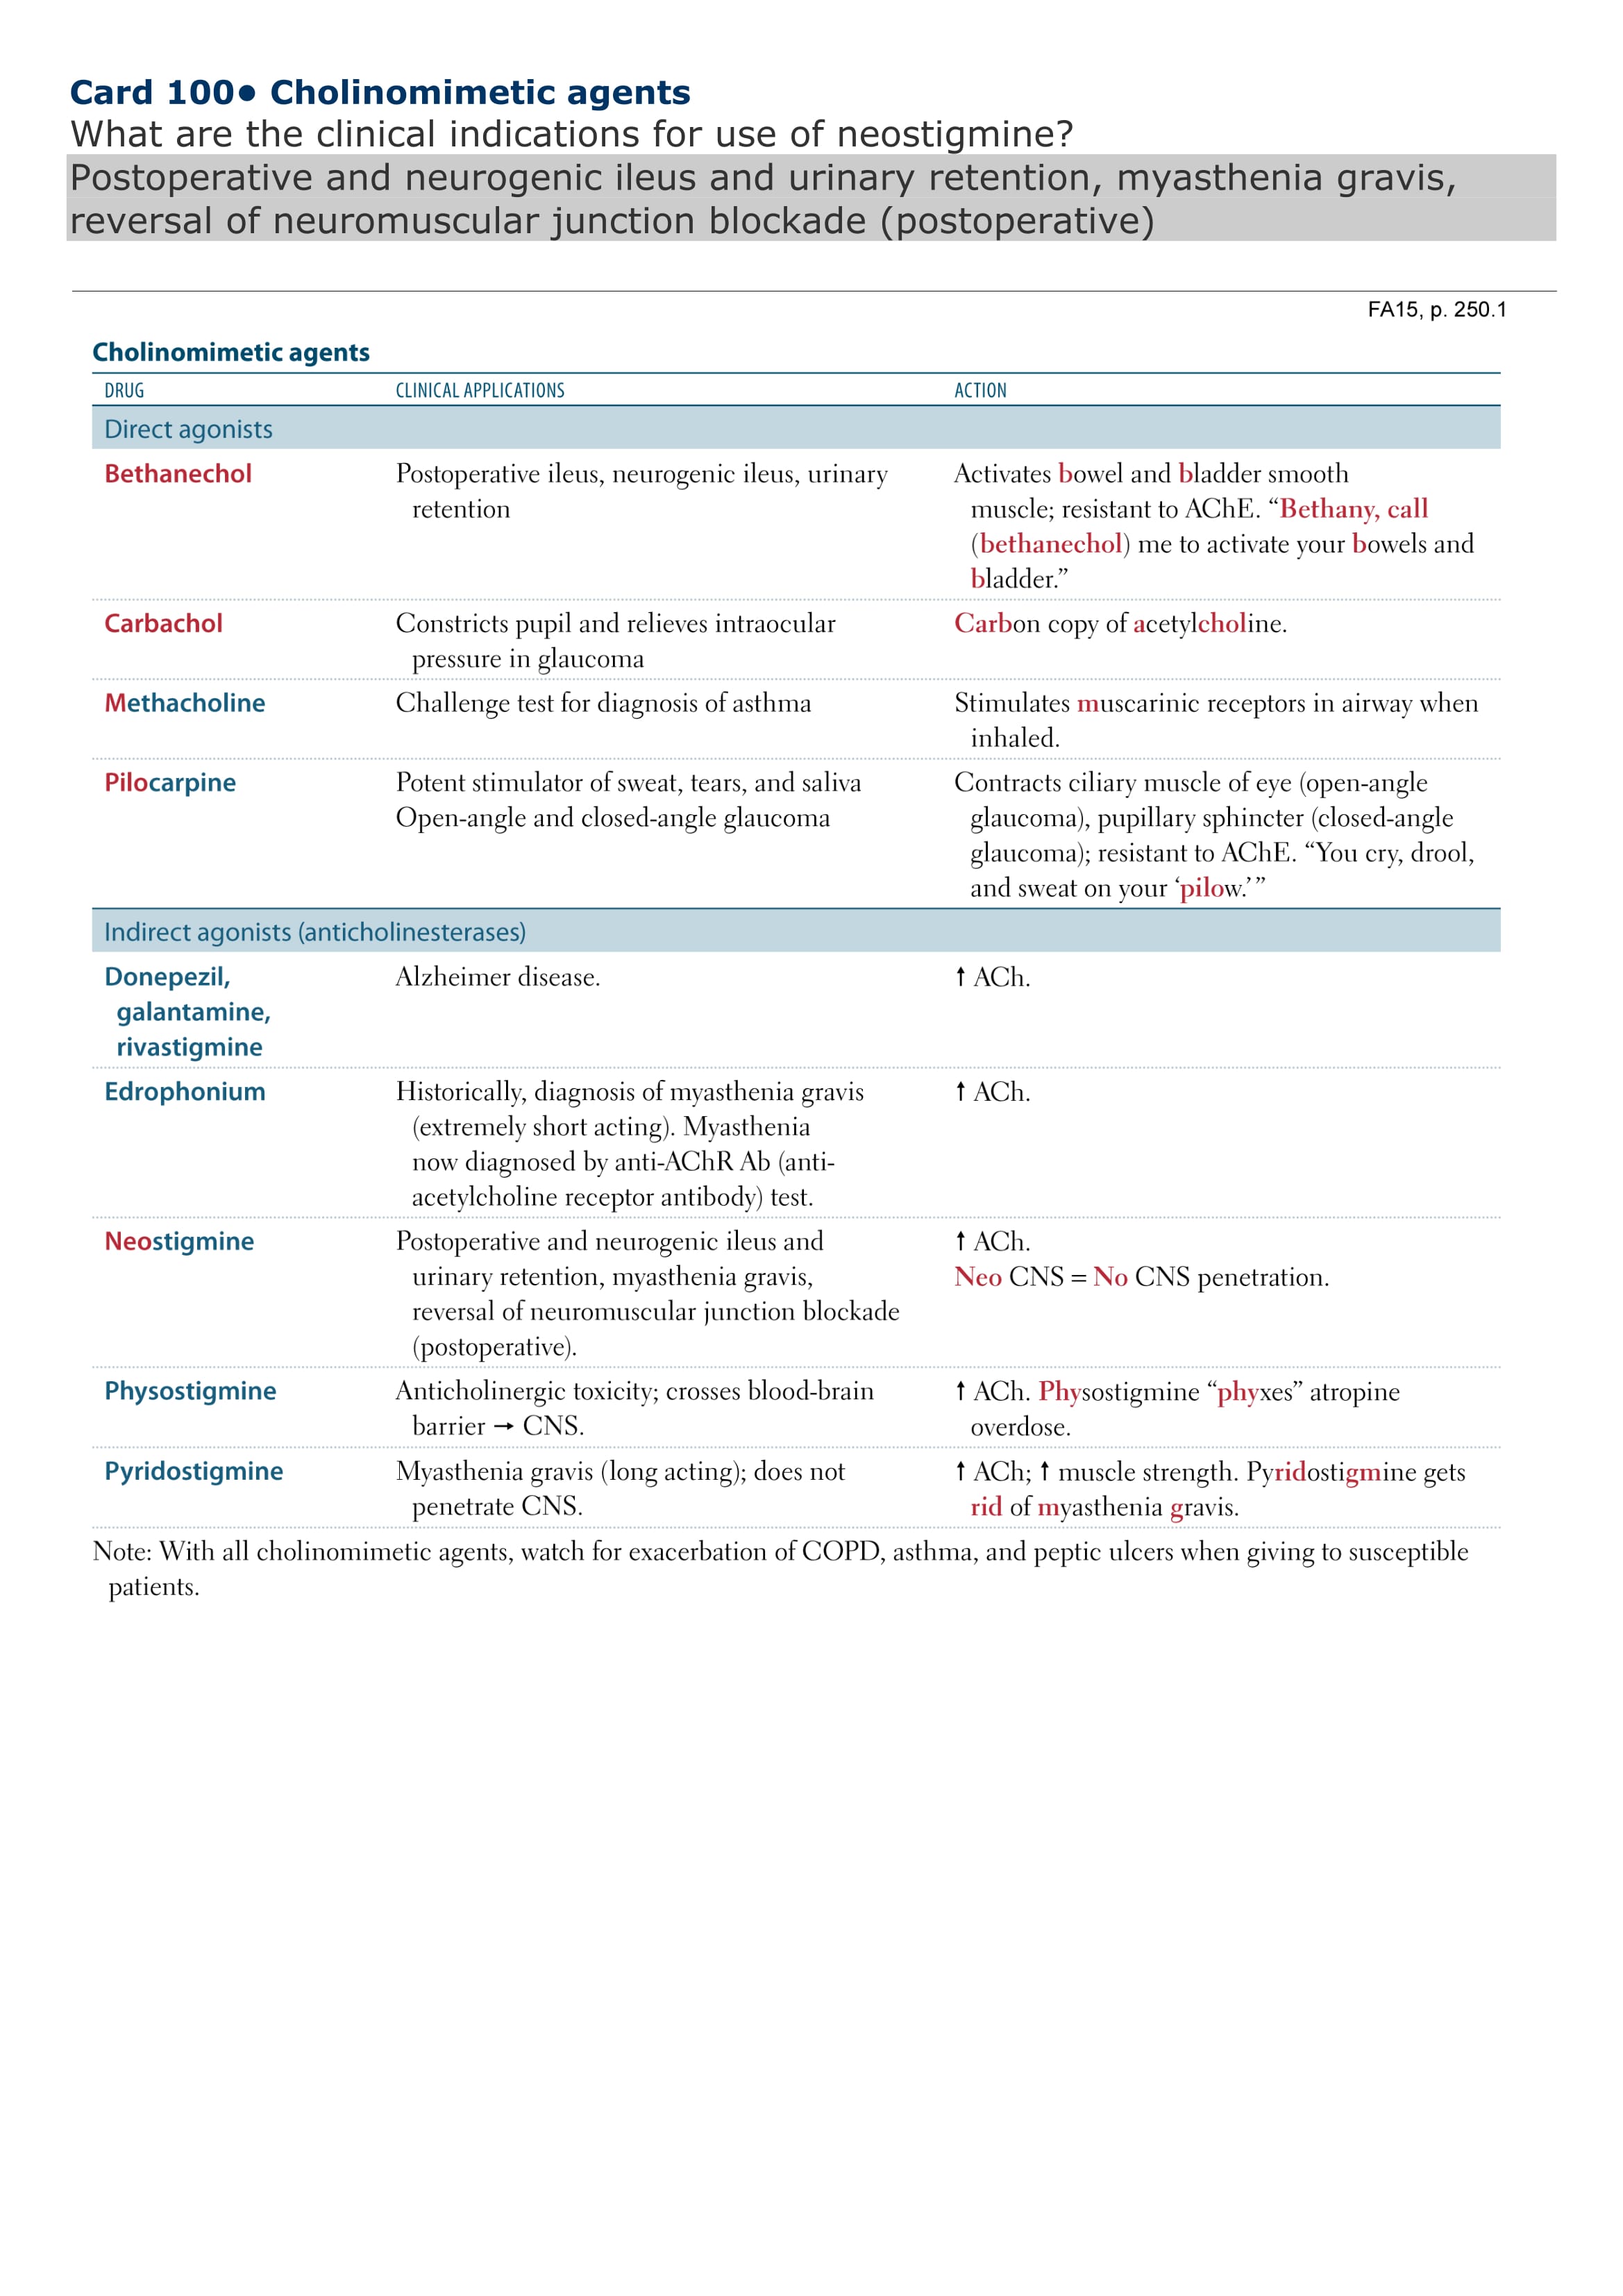 Card 100● Cholinomimetic agents
What are the clinical indications for use of neostigmine?
Postoperative and neurogenic ileus and urinary retention, myasthenia gravis,
reversal of neuromuscular junction blockade (postoperative)
FA15, p. 250.1
Cholinomimetic agents
DRUG CLINICAL APPLICATIONS ACTION
Direct agonists
Bethanechol Postoperative ileus, neurogenic ileus, urinary Activates bowel and bladder smooth
retention muscle; resistant to AChE. “Bethany, call
(bethanechol) me to activate your bowels and
bladder.”
Carbachol Constricts pupil and relieves intraocular Carbon copy of acetylcholine.
pressure in glaucoma
Methacholine Challenge test for diagnosis of asthma Stimulates muscarinic receptors in airway when
inhaled.
Pilocarpine Potent stimulator of sweat, tears, and saliva Contracts ciliary muscle of eye (open-angle
Open-angle and closed-angle glaucoma glaucoma), pupillary sphincter (closed-angle
glaucoma); resistant to AChE. “You cry, drool,
and sweat on your ‘pilow.’”
Indirect agonists (anticholinesterases)
Donepezil, Alzheimer disease. ↑ ACh.
galantamine,
rivastigmine
Edrophonium Historically, diagnosis of myasthenia gravis ↑ ACh.
(extremely short acting). Myasthenia
now diagnosed by anti-AChR Ab (anti-
acetylcholine receptor antibody) test.
Neostigmine Postoperative and neurogenic ileus and ↑ ACh.
urinary retention, myasthenia gravis, Neo CNS = No CNS penetration.
reversal of neuromuscular junction blockade
(postoperative).
Physostigmine Anticholinergic toxicity; crosses blood-brain ↑ ACh. Physostigmine “phyxes” atropine
barrier → CNS. overdose.
Pyridostigmine Myasthenia gravis (long acting); does not ↑ ACh; ↑ muscle strength. Pyridostigmine gets
penetrate CNS. rid of myasthenia gravis.
Note: With all cholinomimetic agents, watch for exacerbation of COPD, asthma, and peptic ulcers when giving to susceptible
patients.